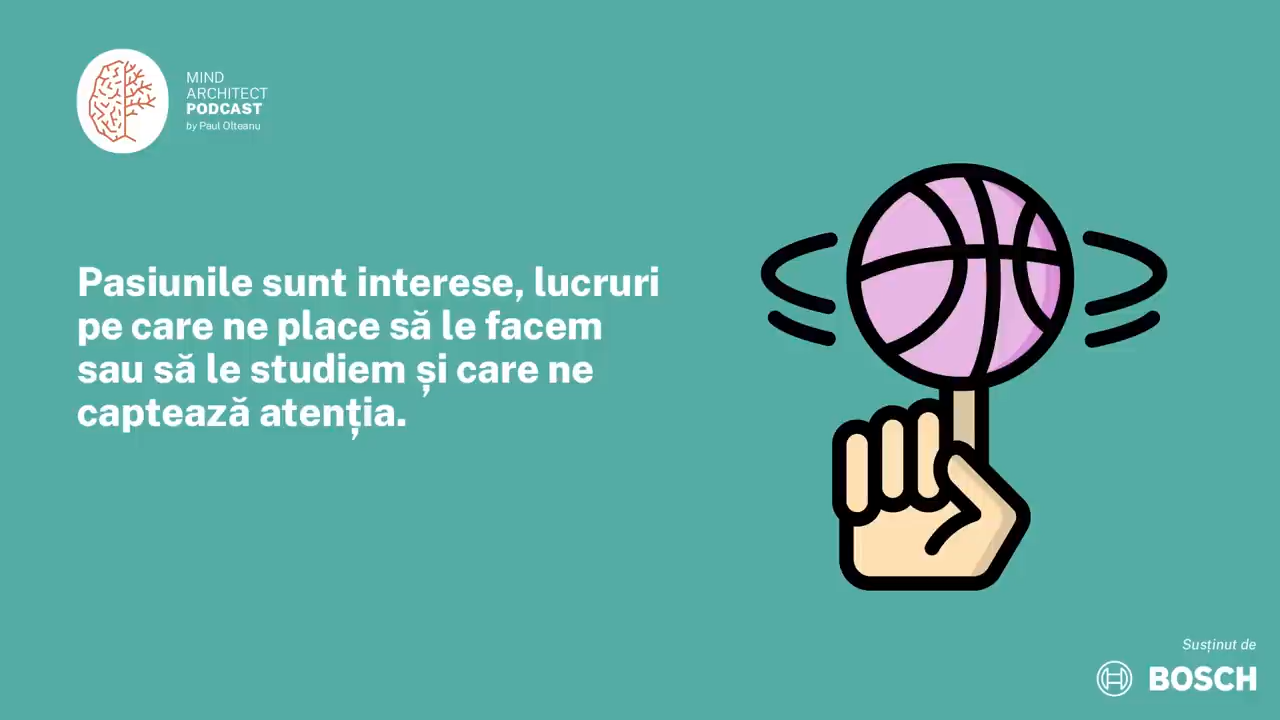 MIND
ARCHITECT
PODCAST
by Paul Olteanu
Pasiunile sunt interese, lucruri
pe care ne place să le facem
sau să le studiem și care ne
captează atenția.
Susținut de
BOSCH